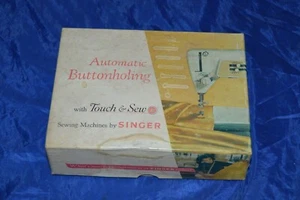 Automatic
Buttonholing
with Touch & Sew
Sewing Machines by SINGER